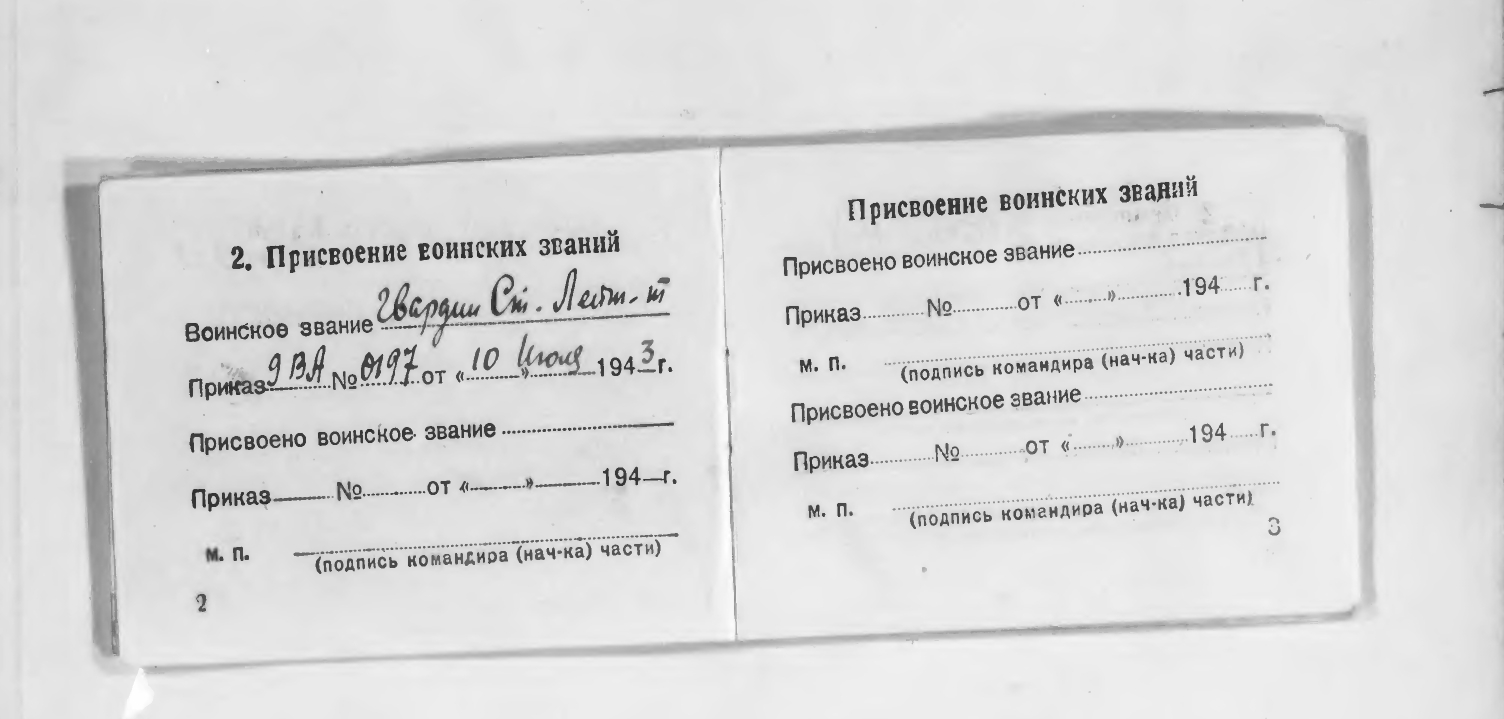 2. Присвоение воинских званий
Воинское звание Гвардии Ст. Лейт-т
Приказ 9 ВА № 0197 от « 10 » Июля 1943 г.
Присвоено воинское звание
Приказ № от « » 194 г.
М. П.
(подпись командира (нач-ка) части)
2
Присвоение воинских званий
Присвоено воинское звание
Приказ № от « » 194 г.
М. П.
(подпись командира (нач-ка) части)
Присвоено воинское звание
Приказ № от « » 194 г.
М. П.
(подпись командира (нач-ка) части)
3